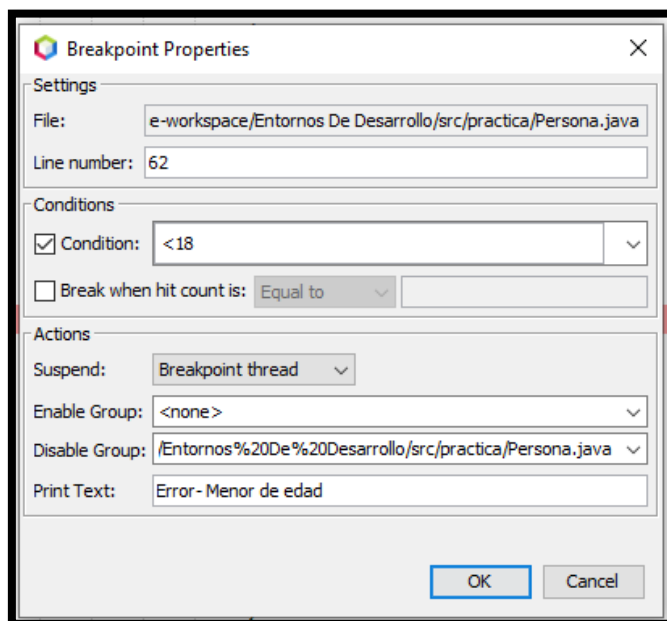 Breakpoint Properties
Settings
File: e-workspace/Entornos De Desarrollo/src/practica/Persona.java
Line number: 62
Conditions
Condition: <18
Break when hit count is: Equal to
Actions
Suspend: Breakpoint thread
Enable Group: <none>
Disable Group: /Entornos%20De%20Desarrollo/src/practica/Persona.java
Print Text: Error- Menor de edad
OK Cancel